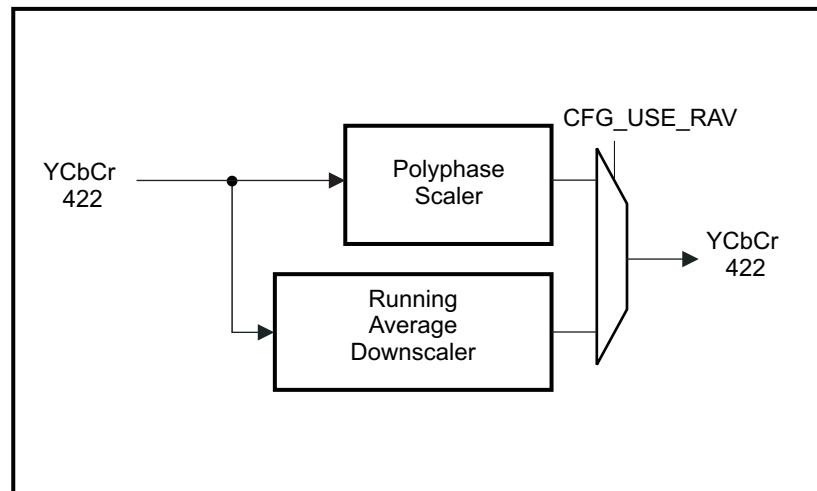 CFG_USE_RAV
YCbCr
422
Polyphase
Scaler
YCbCr
422
Running
Average
Downscaler